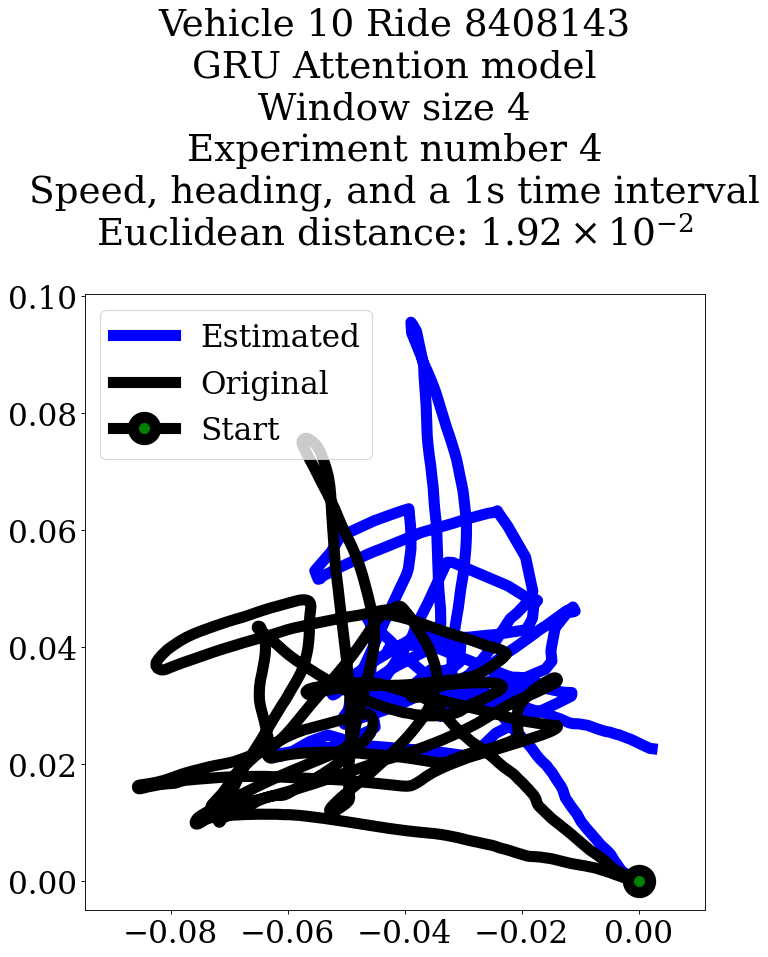 Vehicle 10 Ride 8408143
GRU Attention model
Window size 4
Experiment number 4
Speed, heading, and a 1s time interval
Euclidean distance: 1.92 × 10⁻²
Estimated
Original
Start
0.10
0.08
0.06
0.04
0.02
0.00
−0.08 −0.06 −0.04 −0.02 0.00